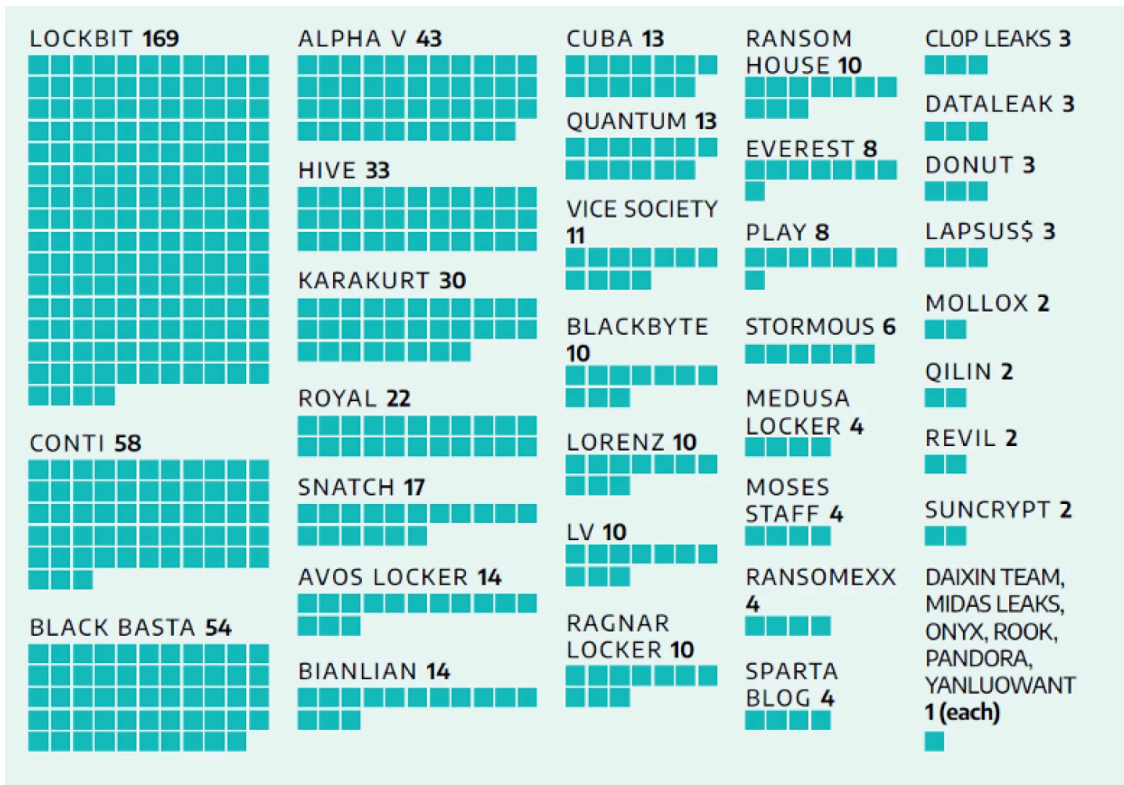 LOCKBIT 169
CONTI 58
BLACK BASTA 54
ALPHA V 43
HIVE 33
KARAKURT 30
ROYAL 22
SNATCH 17
AVOS LOCKER 14
BIANLIAN 14
CUBA 13
QUANTUM 13
VICE SOCIETY
11
BLACKBYTE
10
LORENZ 10
LV 10
RAGNAR
LOCKER 10
RANSOM
HOUSE 10
EVEREST 8
PLAY 8
STORMOUS 6
MEDUSA
LOCKER 4
MOSES
STAFF 4
RANSOMEXX
4
SPARTA
BLOG 4
CL0P LEAKS 3
DATALEAK 3
DONUT 3
LAPSUS$ 3
MOLLOX 2
QILIN 2
REVIL 2
SUNCRYPT 2
DAIXIN TEAM,
MIDAS LEAKS,
ONYX, ROOK,
PANDORA,
YANLUOWANT
1 (each)